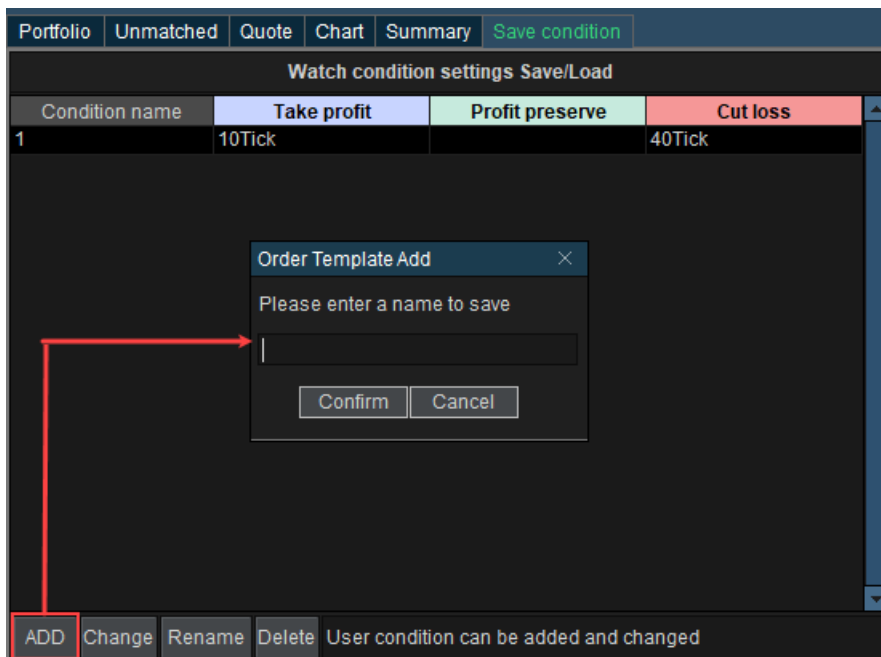 Portfolio Unmatched Quote Chart Summary Save condition
Watch condition settings Save/Load
Condition name Take profit Profit preserve Cut loss
1 10Tick 40Tick
Order Template Add
Please enter a name to save
Confirm Cancel
ADD Change Rename Delete User condition can be added and changed